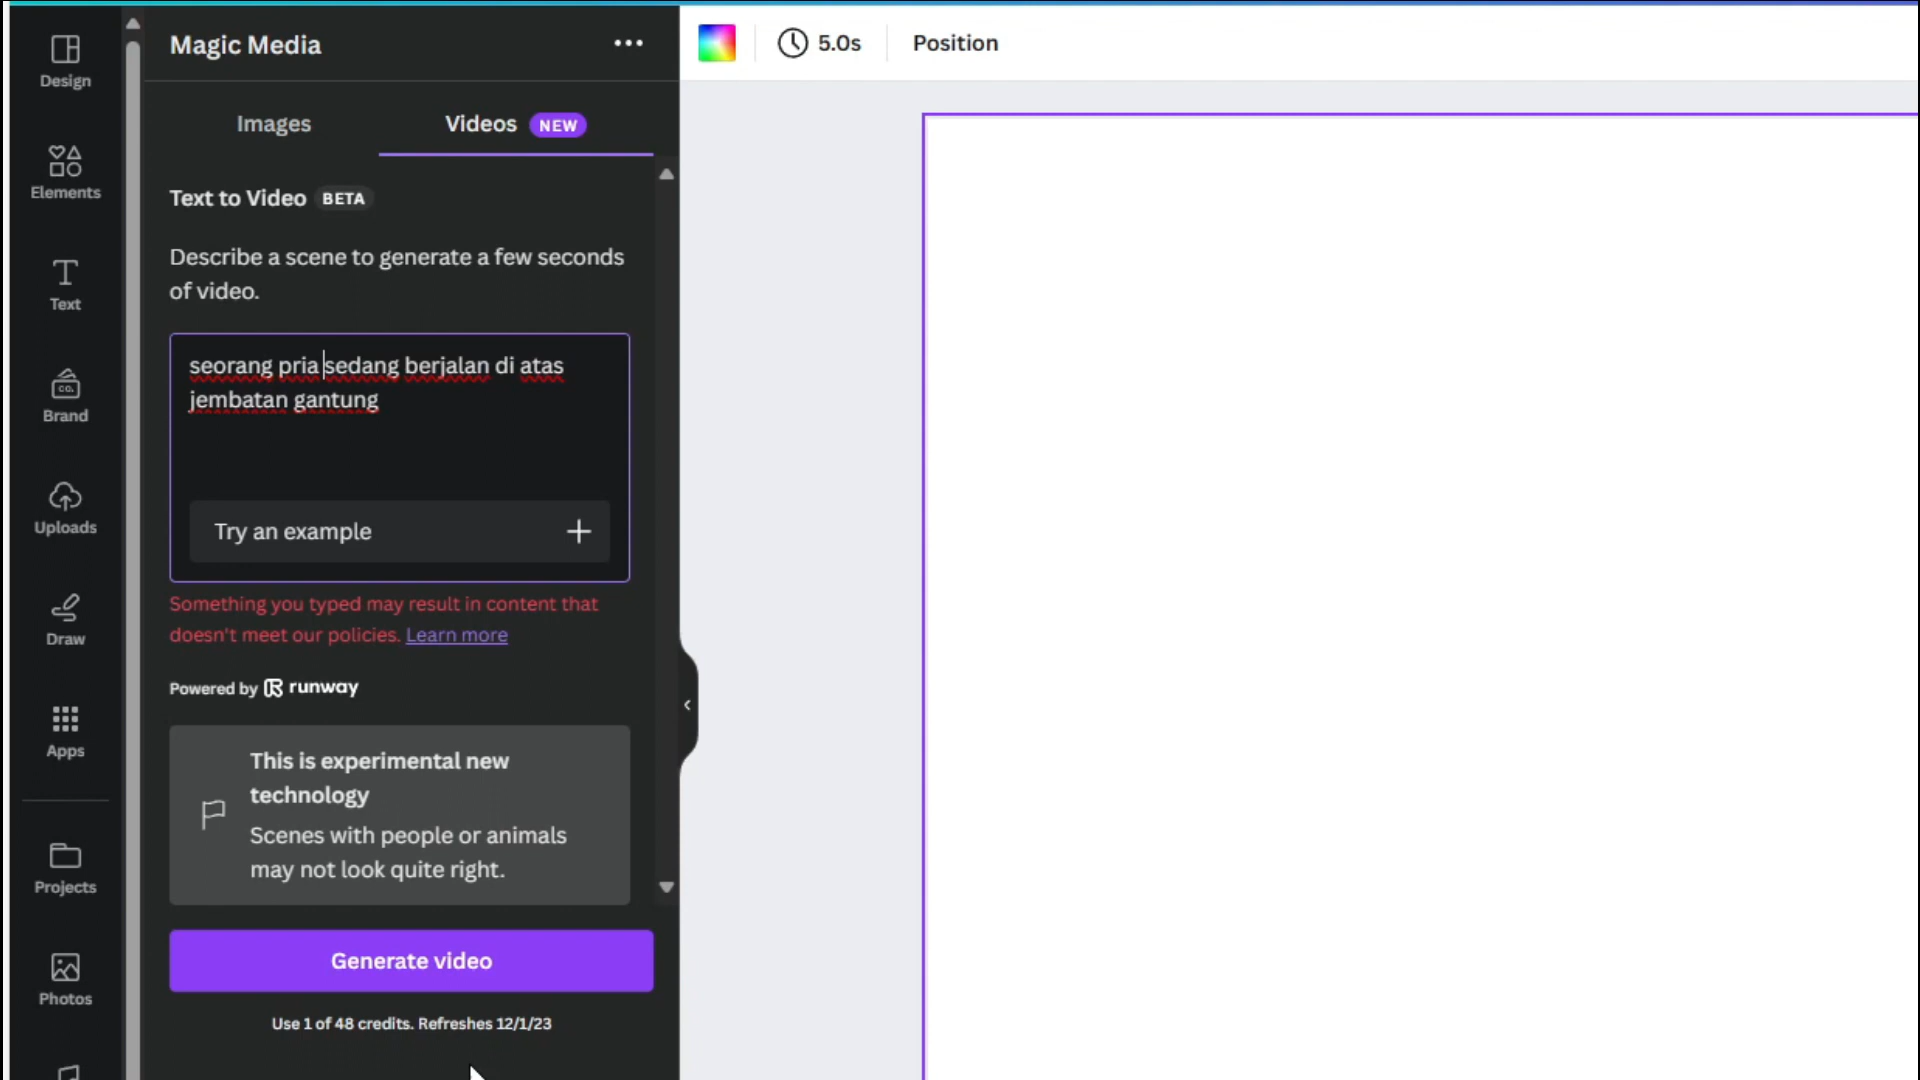 Design
Elements
Text
CO.
Brand
Uploads
Draw
Apps
Projects
Photos
Magic Media
Images
Videos NEW
Text to Video BETA
Describe a scene to generate a few seconds
of video.
seorang pria sedang berjalan di atas
jembatan gantung
Try an example
Something you typed may result in content that
doesn't meet our policies. Learn more
Powered by runway
This is experimental new
technology
Scenes with people or animals
may not look quite right.
Generate video
Use 1 of 48 credits. Refreshes 12/1/23
5.0s
Position